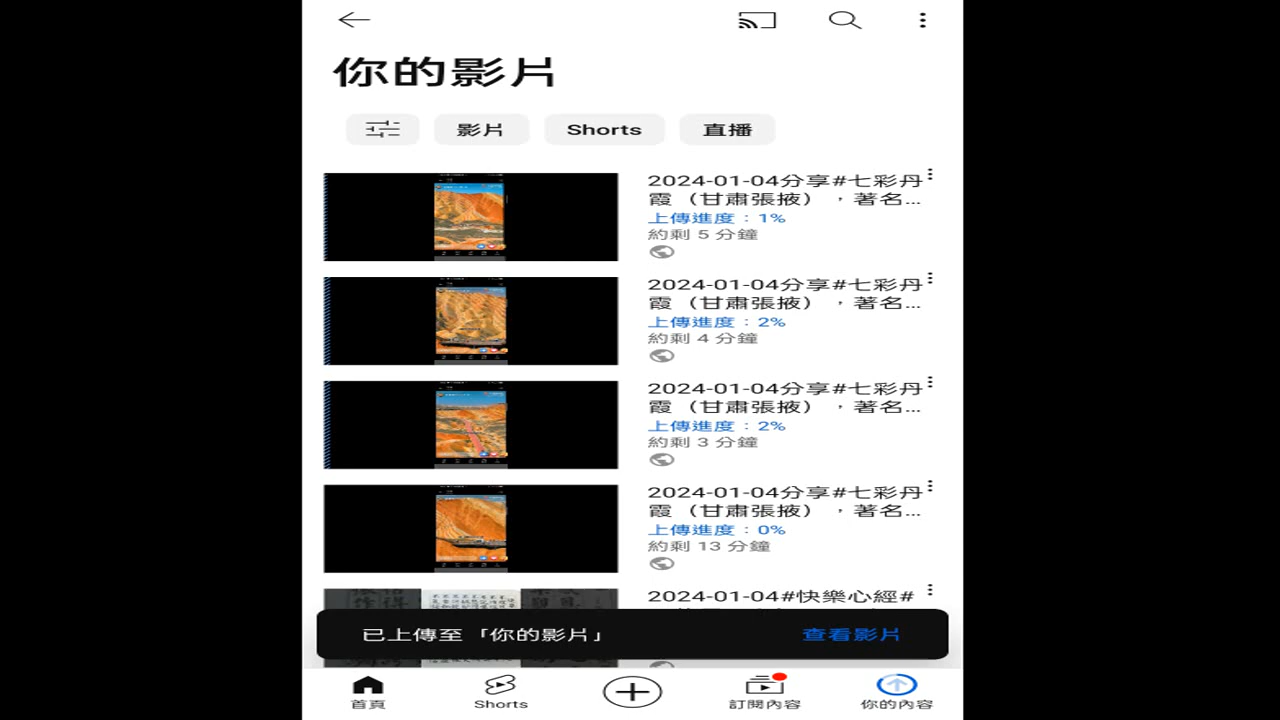 你的影片
影片
Shorts
直播
2024-01-04分享#七彩丹
霞（甘肅張掖），著名...
上傳進度：1%
約剩 5 分鐘
2024-01-04分享#七彩丹
霞（甘肅張掖），著名...
上傳進度：2%
約剩 4 分鐘
2024-01-04分享#七彩丹
霞（甘肅張掖），著名...
上傳進度：2%
約剩 3 分鐘
2024-01-04分享#七彩丹
霞（甘肅張掖），著名...
上傳進度：0%
約剩 13 分鐘
2024-01-04#快樂心經#
已上傳至「你的影片」
查看影片
首頁
Shorts
訂閱內容
你的內容